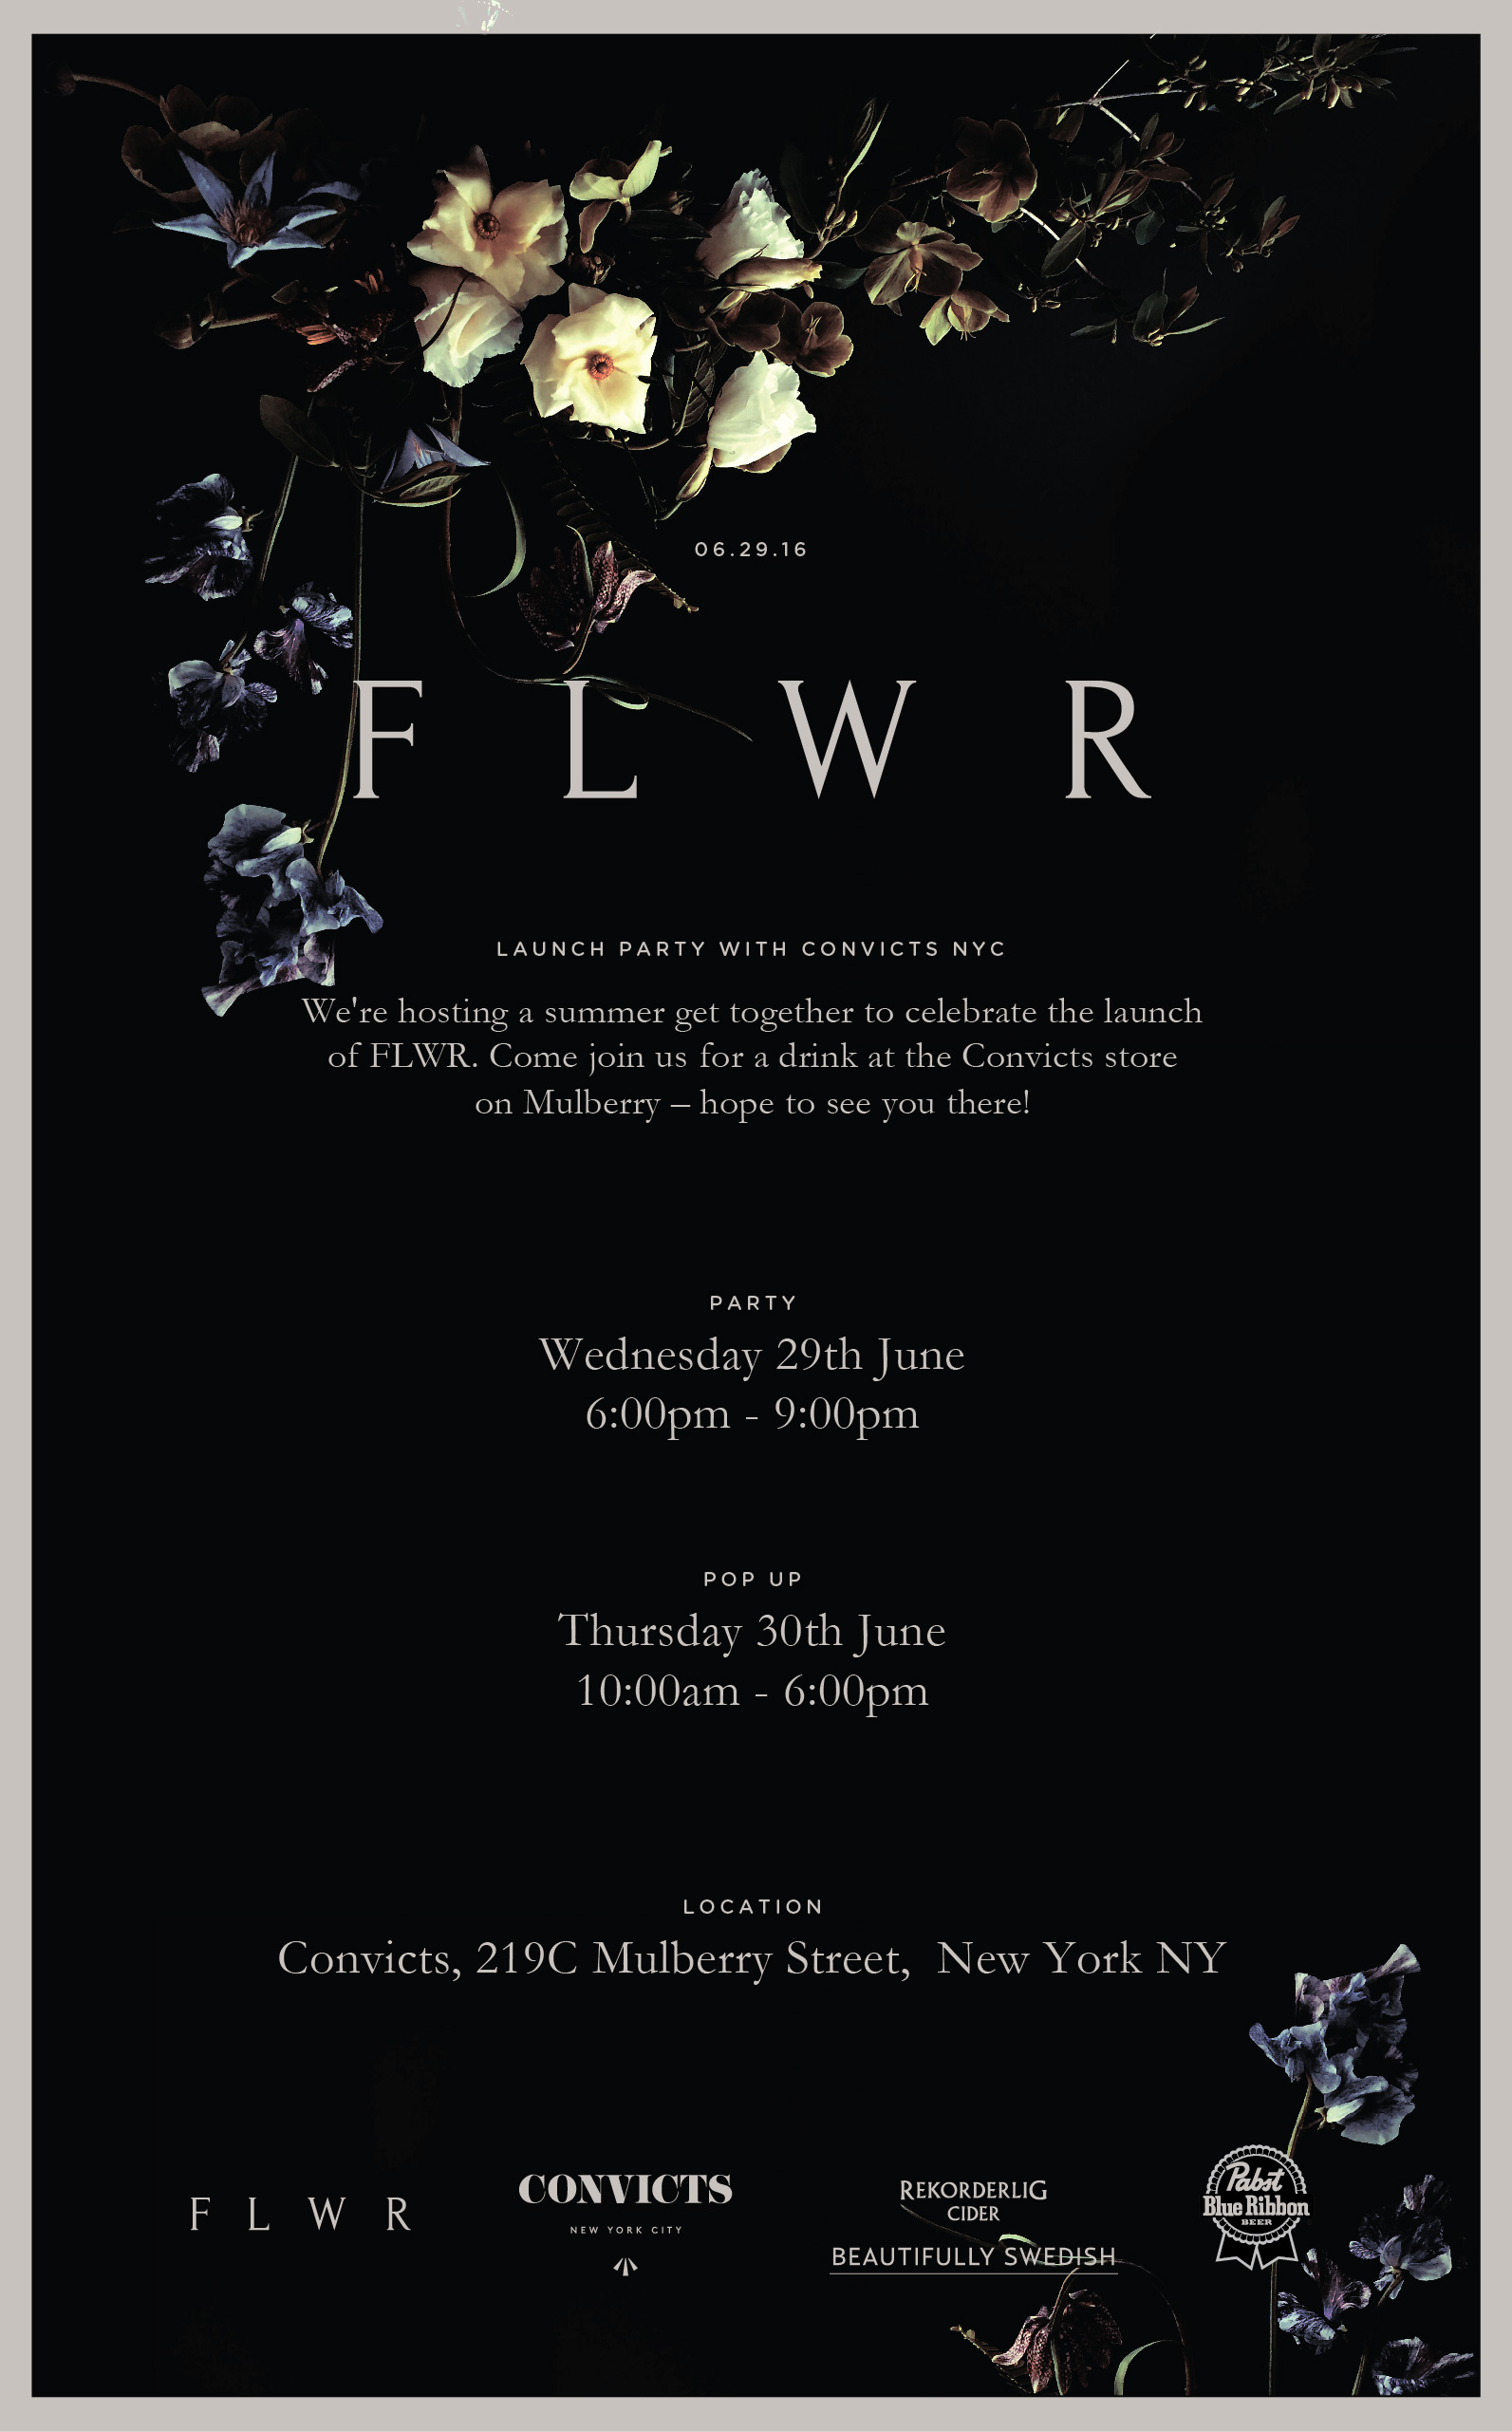 06.29.16
F L W R
LAUNCH PARTY WITH CONVICTS NYC
We're hosting a summer get together to celebrate the launch
of FLWR. Come join us for a drink at the Convicts store
on Mulberry – hope to see you there!
PARTY
Wednesday 29th June
6:00pm - 9:00pm
POP UP
Thursday 30th June
10:00am - 6:00pm
LOCATION
Convicts, 219C Mulberry Street,  New York NY
F L W R
CONVICTS
NEW YORK CITY
REKORDERLIG
CIDER
BEAUTIFULLY SWEDISH
Pabst
Blue Ribbon
BEER